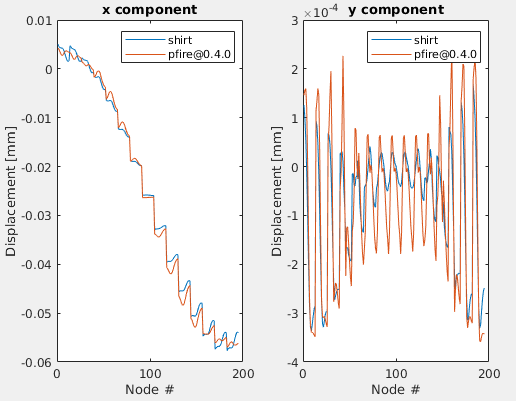 x component
0.01
0
-0.01
-0.02
-0.03
-0.04
-0.05
-0.06
0
100
200
Displacement [mm]
Node #
shirt
pfire@0.4.0
y component
×10-4
3
2
1
0
-1
-2
-3
-4
0
100
200
Displacement [mm]
Node #
shirt
pfire@0.4.0